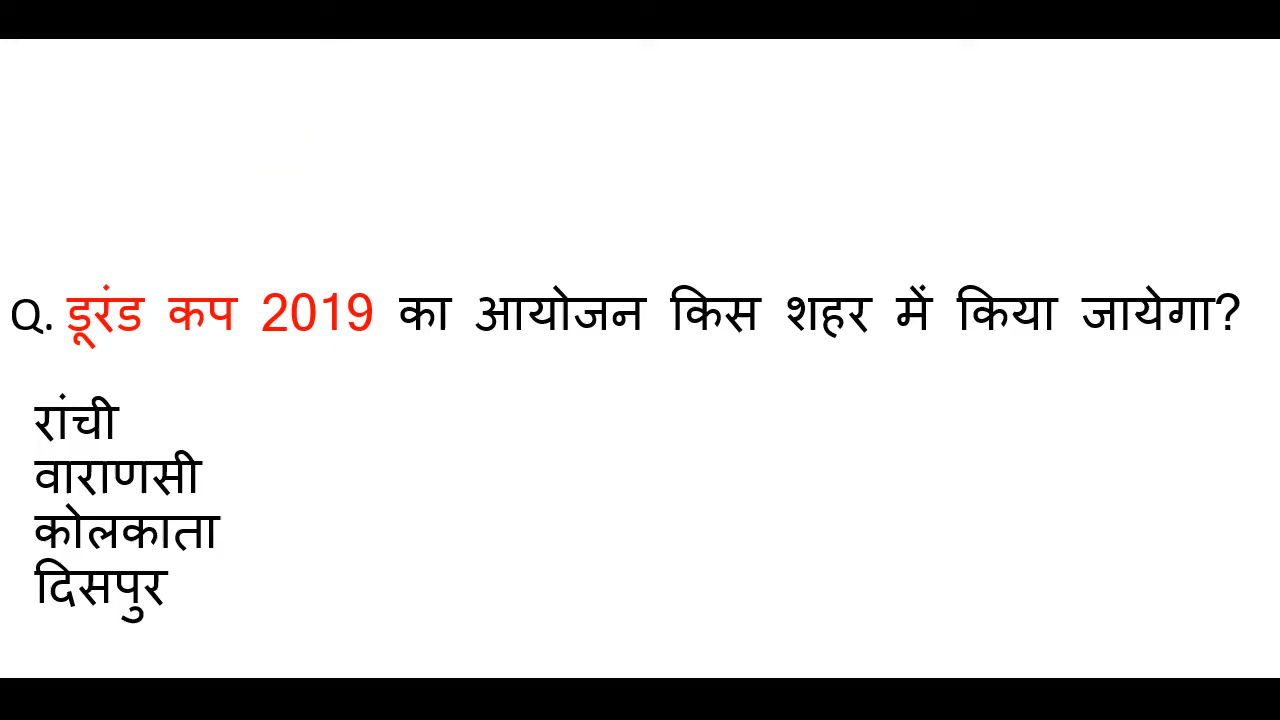 Q. डूरंड कप 2019 का आयोजन किस शहर में किया जायेगा?
रांची
वाराणसी
कोलकाता
दिसपुर